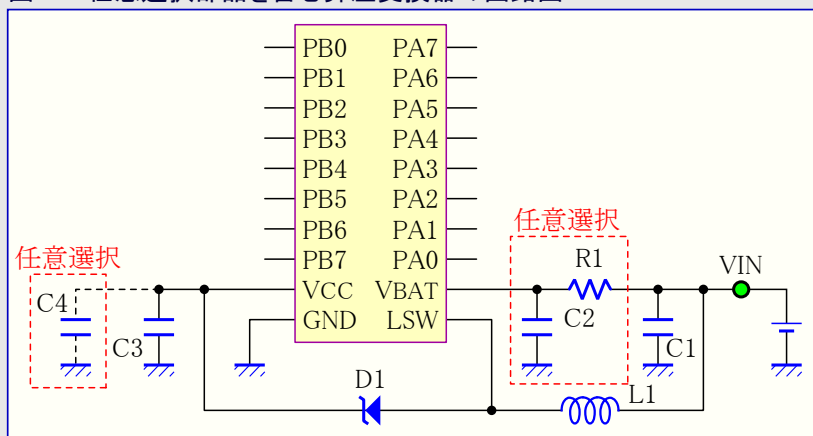 PB0 PA7
PB1 PA6
PB2 PA5
PB3 PA4
PB4 PA3
PB5 PA2
PB6 PA1
PB7 PA0
VCC VBAT
GND LSW
任意選択
C4
C3
任意選択
R1
C2
VIN
C1
D1
L1